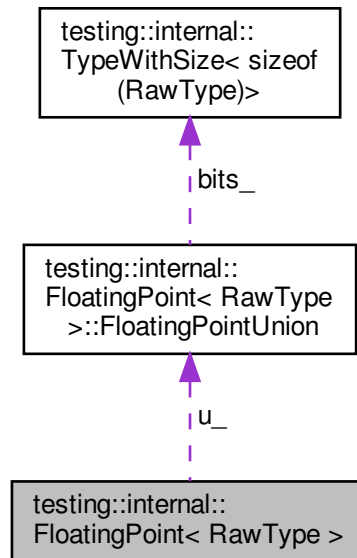 testing::internal::
TypeWithSize< sizeof
(RawType)>
bits_
testing::internal::
FloatingPoint< RawType
>::FloatingPointUnion
u_
testing::internal::
FloatingPoint< RawType >